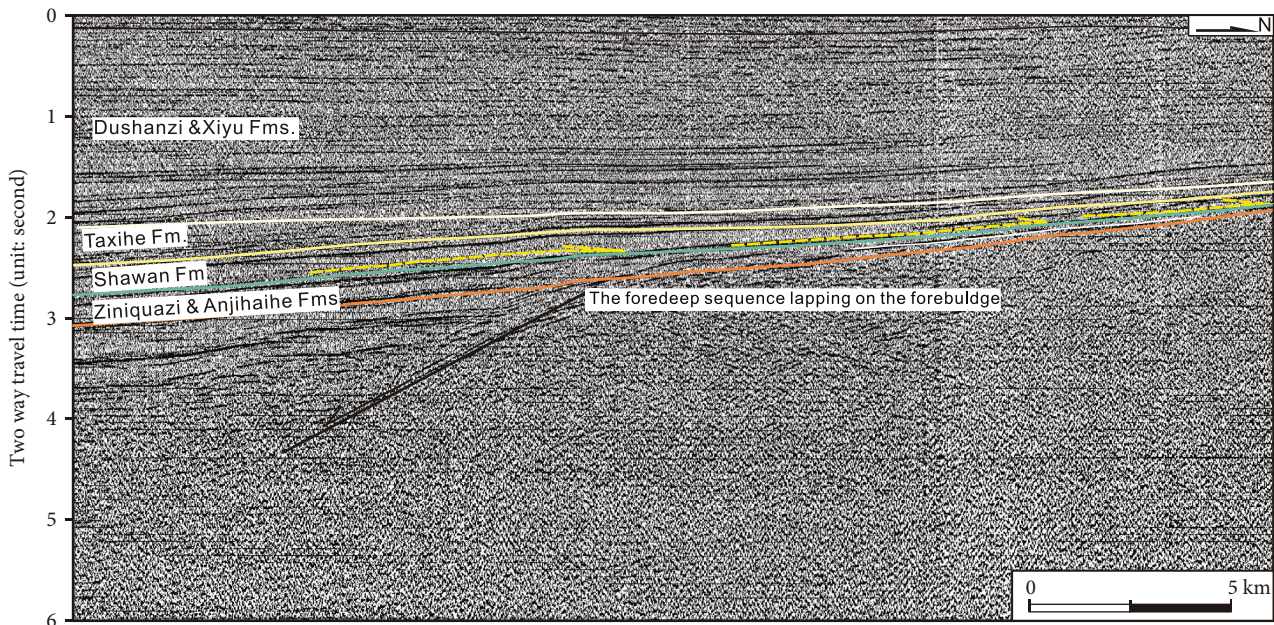 0
N
1
Dushanzi &Xiyu Fms.
2
Taxihe Fm.
Shawan Fm
Ziniquazi & Anjihaihe Fms
The foredeep sequence lapping on the forebuldge
3
4
5
6
Two way travel time (unit: second)
0 5 km